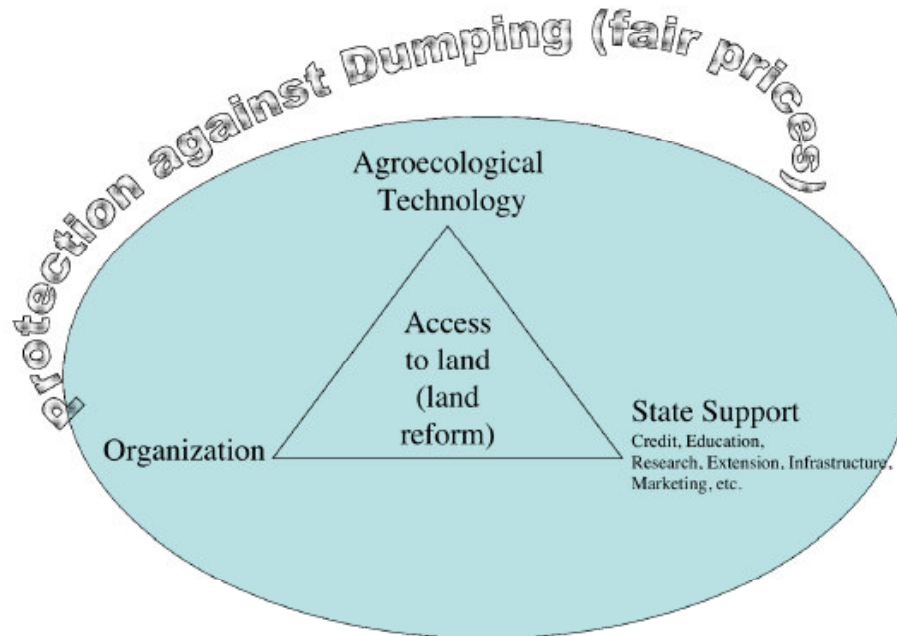 protection against Dumping (fair prices)
Agroecological
Technology
Access
to land
(land
reform)
Organization
State Support
Credit, Education,
Research, Extension, Infrastructure,
Marketing, etc.